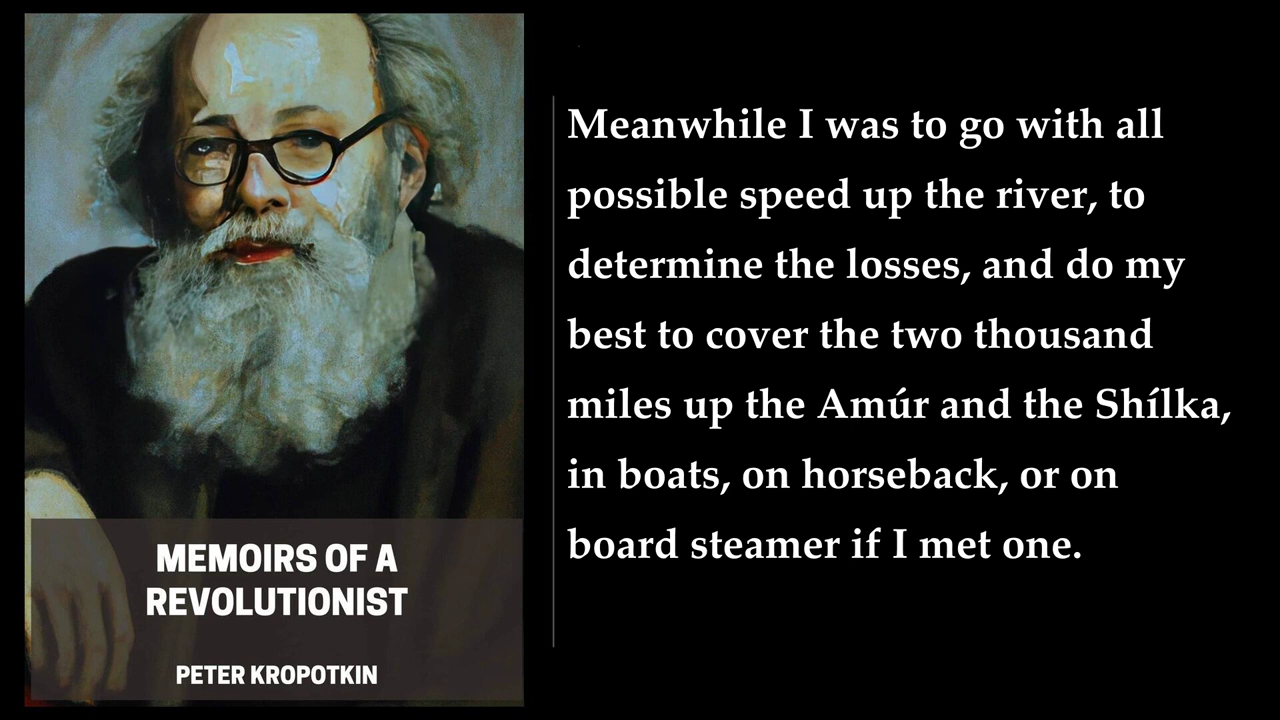 MEMOIRS OF A
REVOLUTIONIST
PETER KROPOTKIN
Meanwhile I was to go with all
possible speed up the river, to
determine the losses, and do my
best to cover the two thousand
miles up the Amúr and the Shílka,
in boats, on horseback, or on
board steamer if I met one.